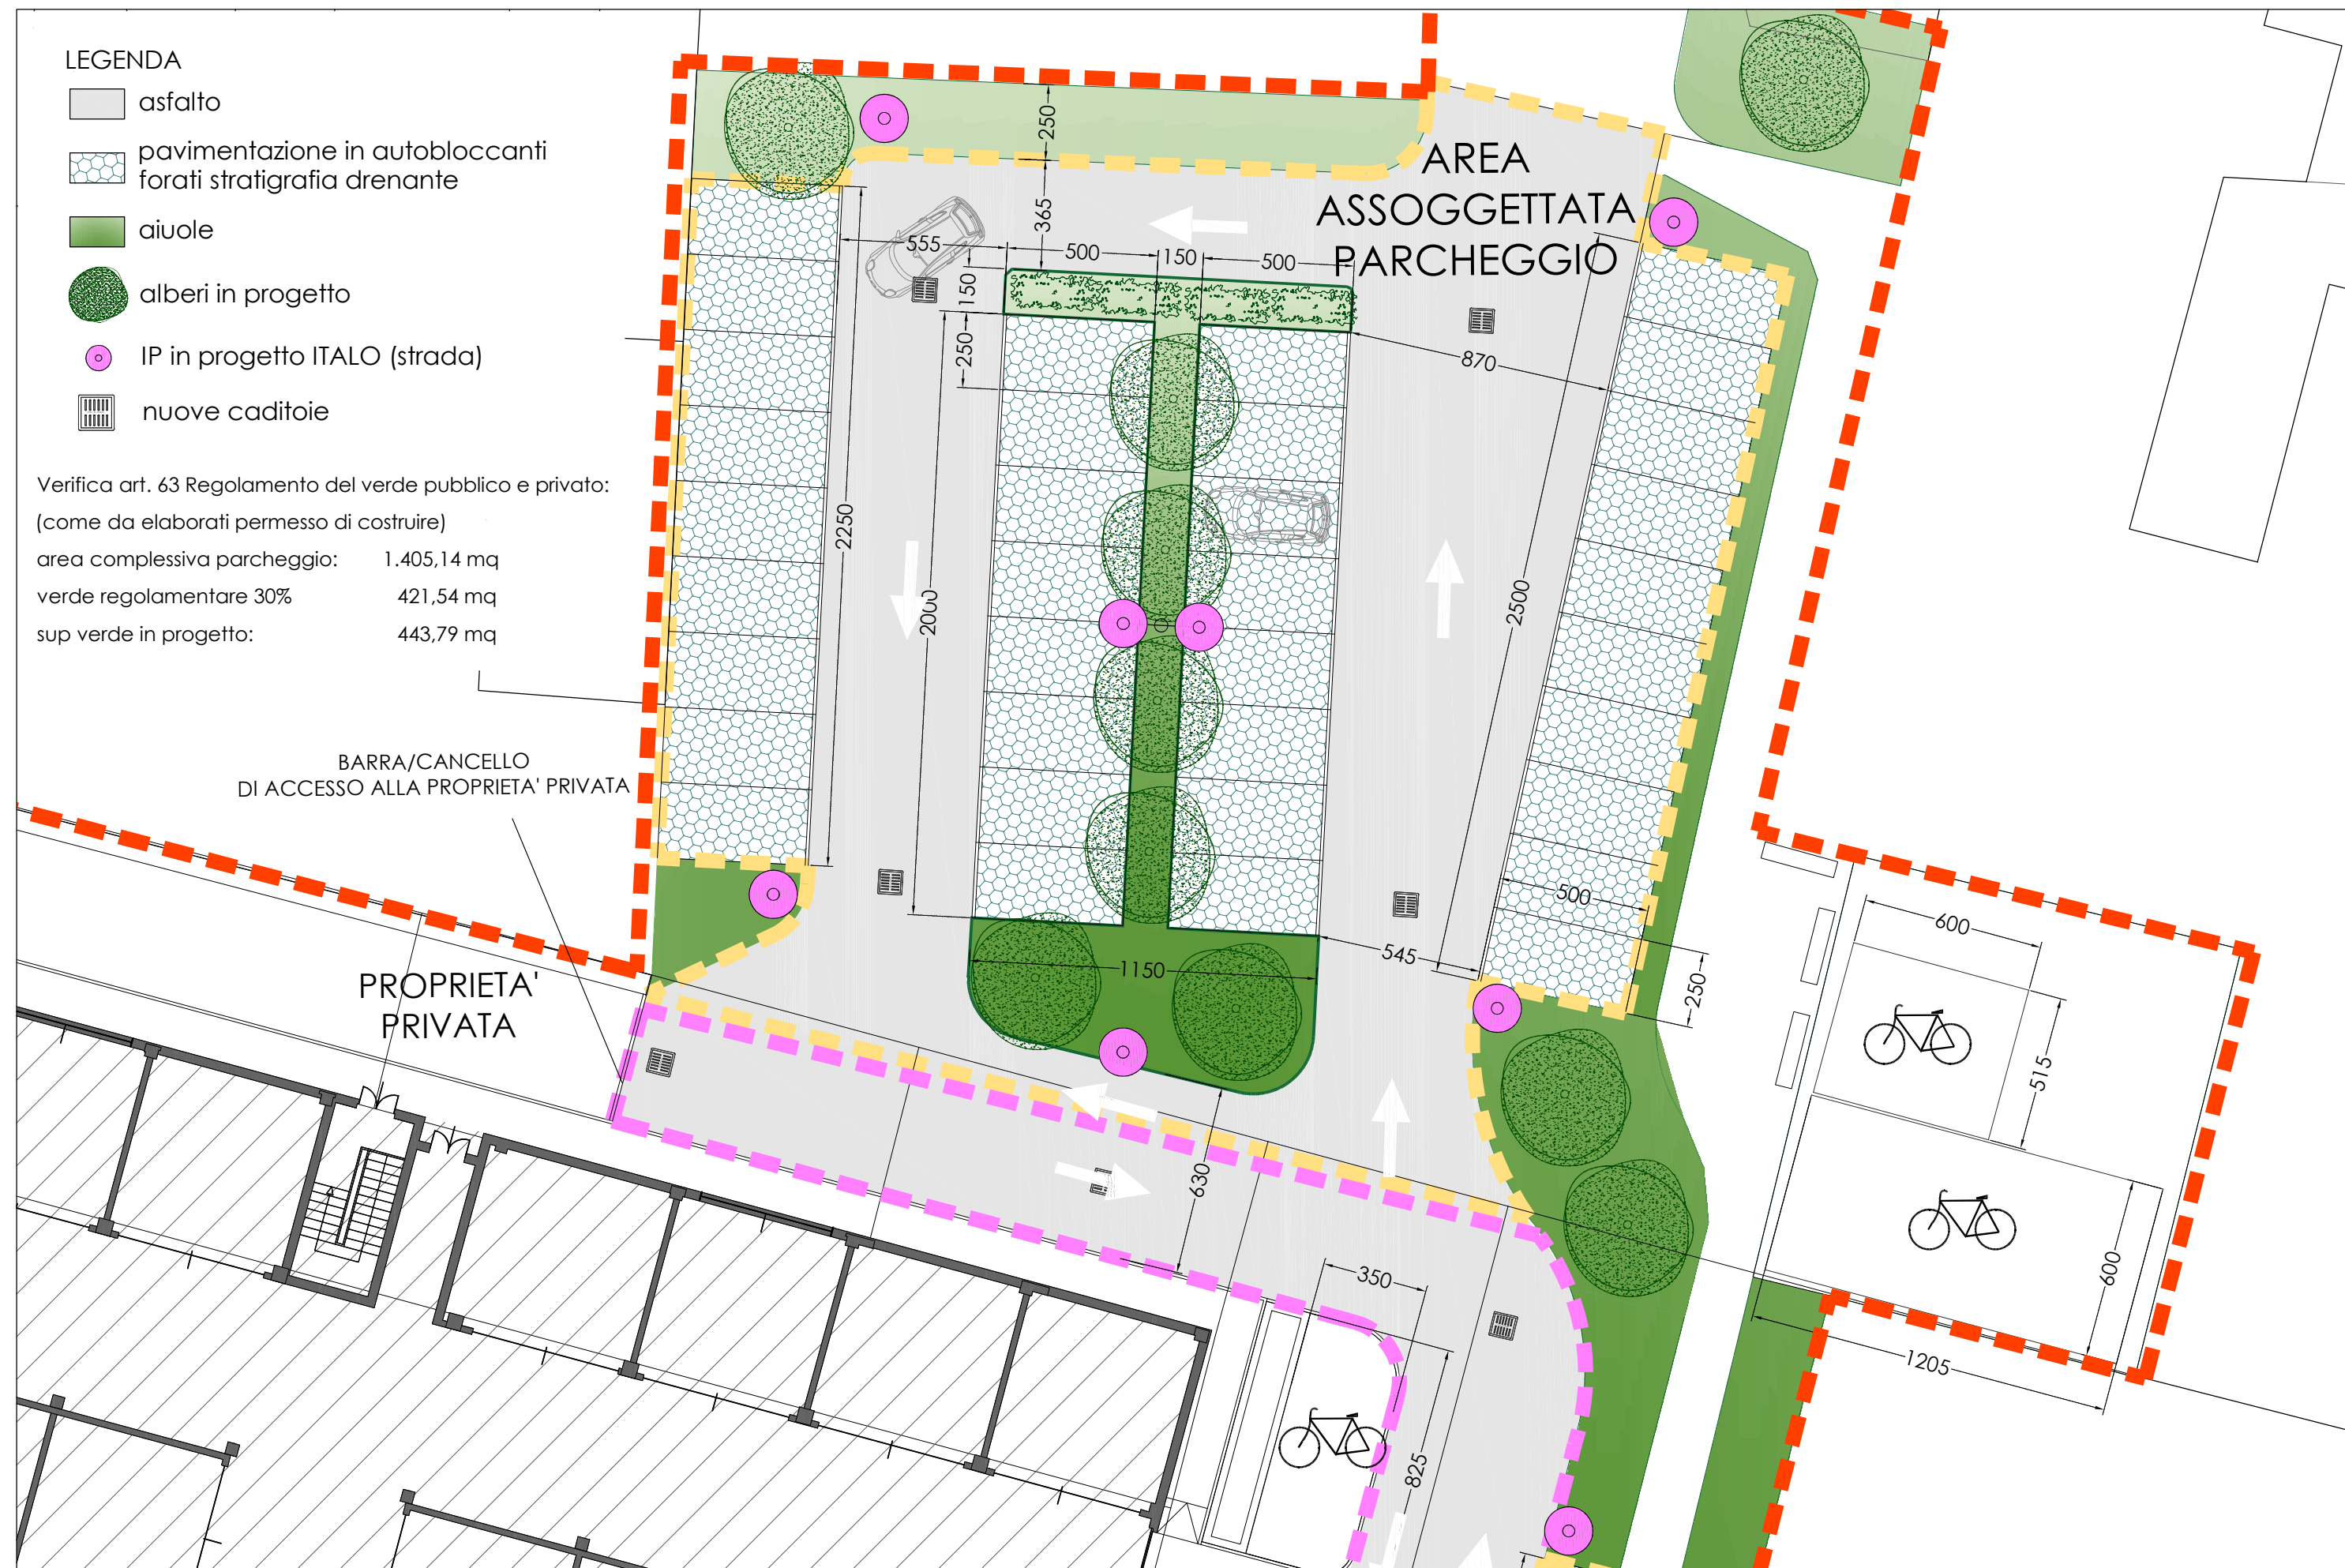 LEGENDA
asfalto
pavimentazione in autobloccanti
forati stratigrafia drenante
aiuole
alberi in progetto
IP in progetto ITALO (strada)
nuove caditoie
Verifica art. 63 Regolamento del verde pubblico e privato:
(come da elaborati permesso di costruire)
area complessiva parcheggio: 1.405,14 mq
verde regolamentare 30% 421,54 mq
sup verde in progetto: 443,79 mq
BARRA/CANCELLO
DI ACCESSO ALLA PROPRIETA' PRIVATA
PROPRIETA'
PRIVATA
AREA
ASSOGGETTATA
PARCHEGGIO
250
365
555
500
150
500
150
250
870
2250
2000
2500
500
545
250
1150
630
350
825
600
515
600
1205